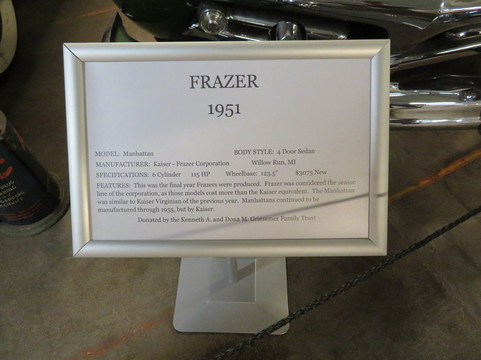 FRAZER
1951
MODEL: Manhattan BODY STYLE: 4 Door Sedan
MANUFACTURER: Kaiser - Frazer Corporation Willow Run, MI
SPECIFICATIONS: 6 Cylinder 115 HP Wheelbase: 123.5" $3075 New
FEATURES: This was the final year Frazers were produced. Frazer was considered the senior
line of the corporation, as those models cost more than the Kaiser equivalent. The Manhattan
was similar to Kaiser Virginian of the previous year. Manhattans continued to be
manufactured through 1955, but by Kaiser.
Donated by the Kenneth A. and Dona M. Family Trust